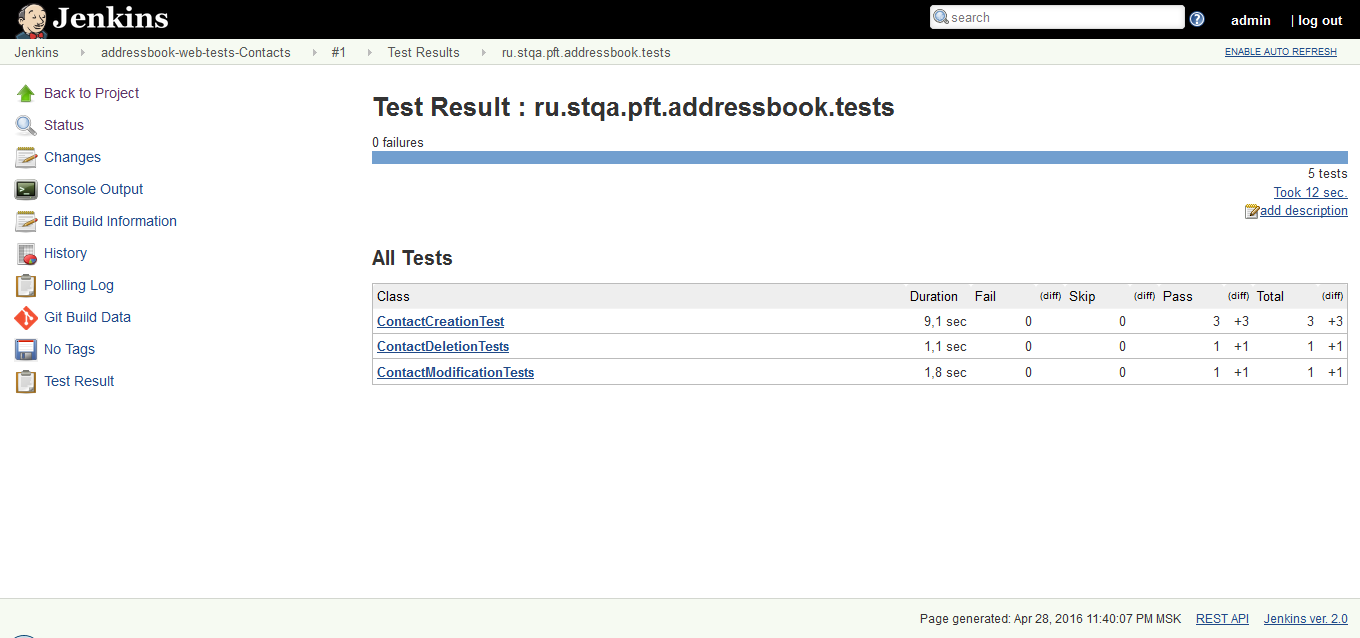 Jenkins
search
admin | log out
Jenkins addressbook-web-tests-Contacts #1 Test Results ru.stqa.pft.addressbook.tests ENABLE AUTO REFRESH
Back to Project
Status
Changes
Console Output
Edit Build Information
History
Polling Log
Git Build Data
No Tags
Test Result
Test Result : ru.stqa.pft.addressbook.tests
0 failures
5 tests
Took 12 sec.
add description
All Tests
Class Duration Fail (diff) Skip (diff) Pass (diff) Total (diff)
ContactCreationTest 9,1 sec 0 0 3 +3 3 +3
ContactDeletionTests 1,1 sec 0 0 1 +1 1 +1
ContactModificationTests 1,8 sec 0 0 1 +1 1 +1
Page generated: Apr 28, 2016 11:40:07 PM MSK REST API Jenkins ver. 2.0